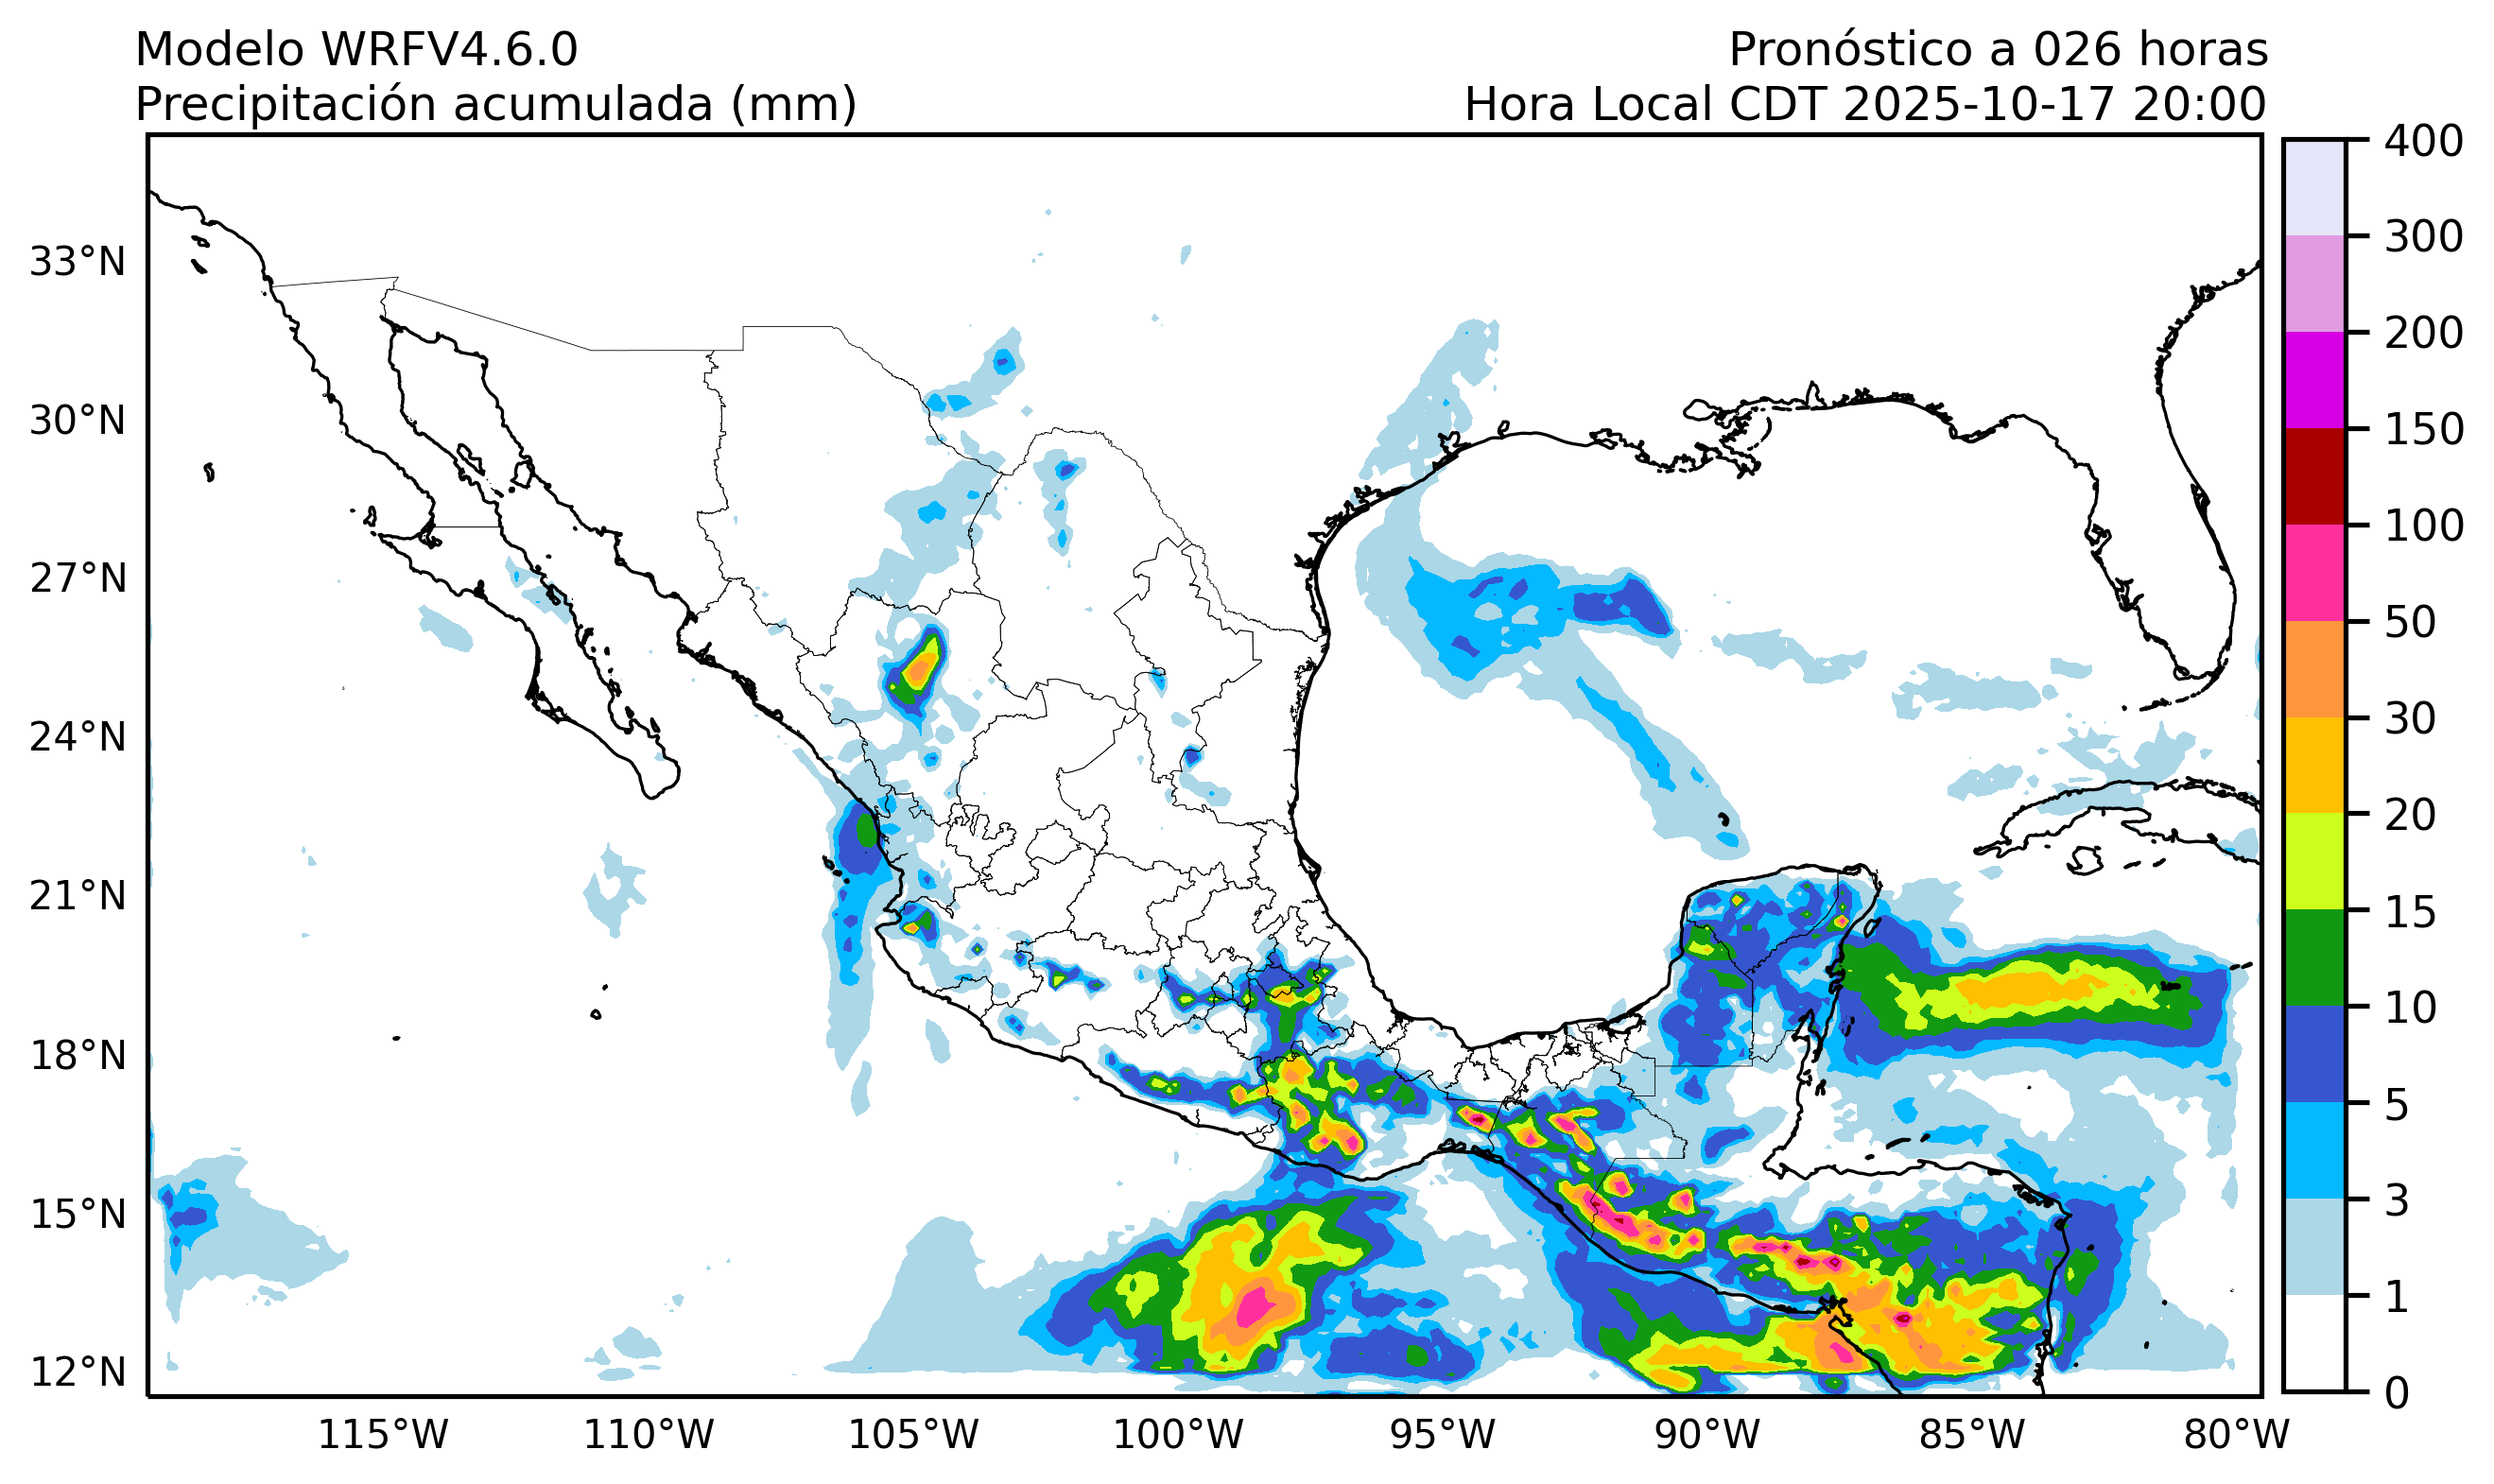 Modelo WRFV4.6.0
Pronóstico a 026 horas
Precipitación acumulada (mm)
Hora Local CDT 2025-10-17 20:00
33°N
30°N
27°N
24°N
21°N
18°N
15°N
12°N
115°W
110°W
105°W
100°W
95°W
90°W
85°W
80°W
400
300
200
150
100
50
30
20
15
10
5
3
1
0